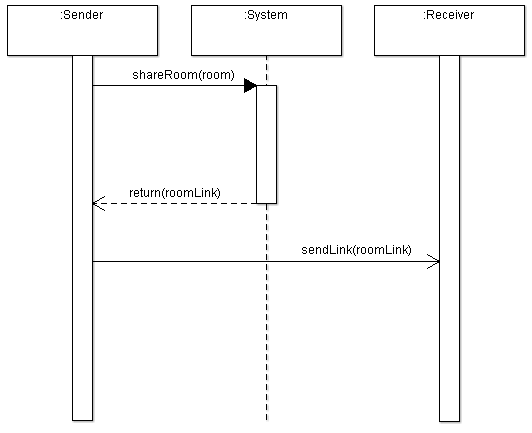 :Sender
:System
:Receiver
shareRoom(room)
return(roomLink)
sendLink(roomLink)